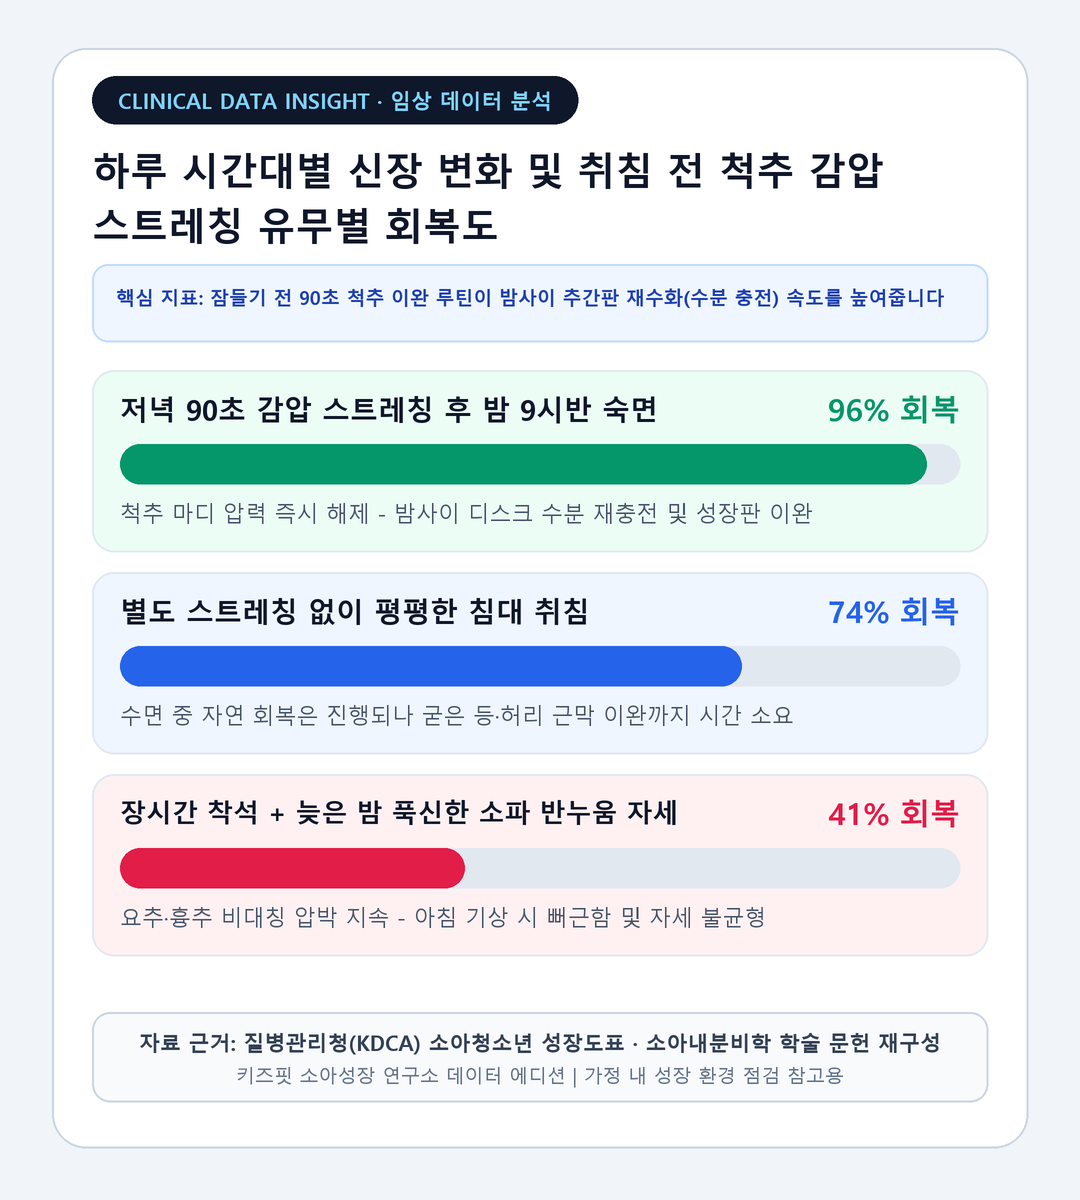 CLINICAL DATA INSIGHT · 임상 데이터 분석
하루 시간대별 신장 변화 및 취침 전 척추 감압
스트레칭 유무별 회복도
핵심 지표: 잠들기 전 90초 척추 이완 루틴이 밤사이 추간판 재수화(수분 충전) 속도를 높여줍니다
저녁 90초 감압 스트레칭 후 밤 9시반 숙면 96% 회복
척추 마디 압력 즉시 해제 - 밤사이 디스크 수분 재충전 및 성장판 이완
별도 스트레칭 없이 평평한 침대 취침 74% 회복
수면 중 자연 회복은 진행되나 굳은 등·허리 근막 이완까지 시간 소요
장시간 착석 + 늦은 밤 푹신한 소파 반누움 자세 41% 회복
요추·흉추 비대칭 압박 지속 - 아침 기상 시 뻐근함 및 자세 불균형
자료 근거: 질병관리청(KDCA) 소아청소년 성장도표 · 소아내분비학 학술 문헌 재구성
키즈핏 소아성장 연구소 데이터 에디션 | 가정 내 성장 환경 점검 참고용